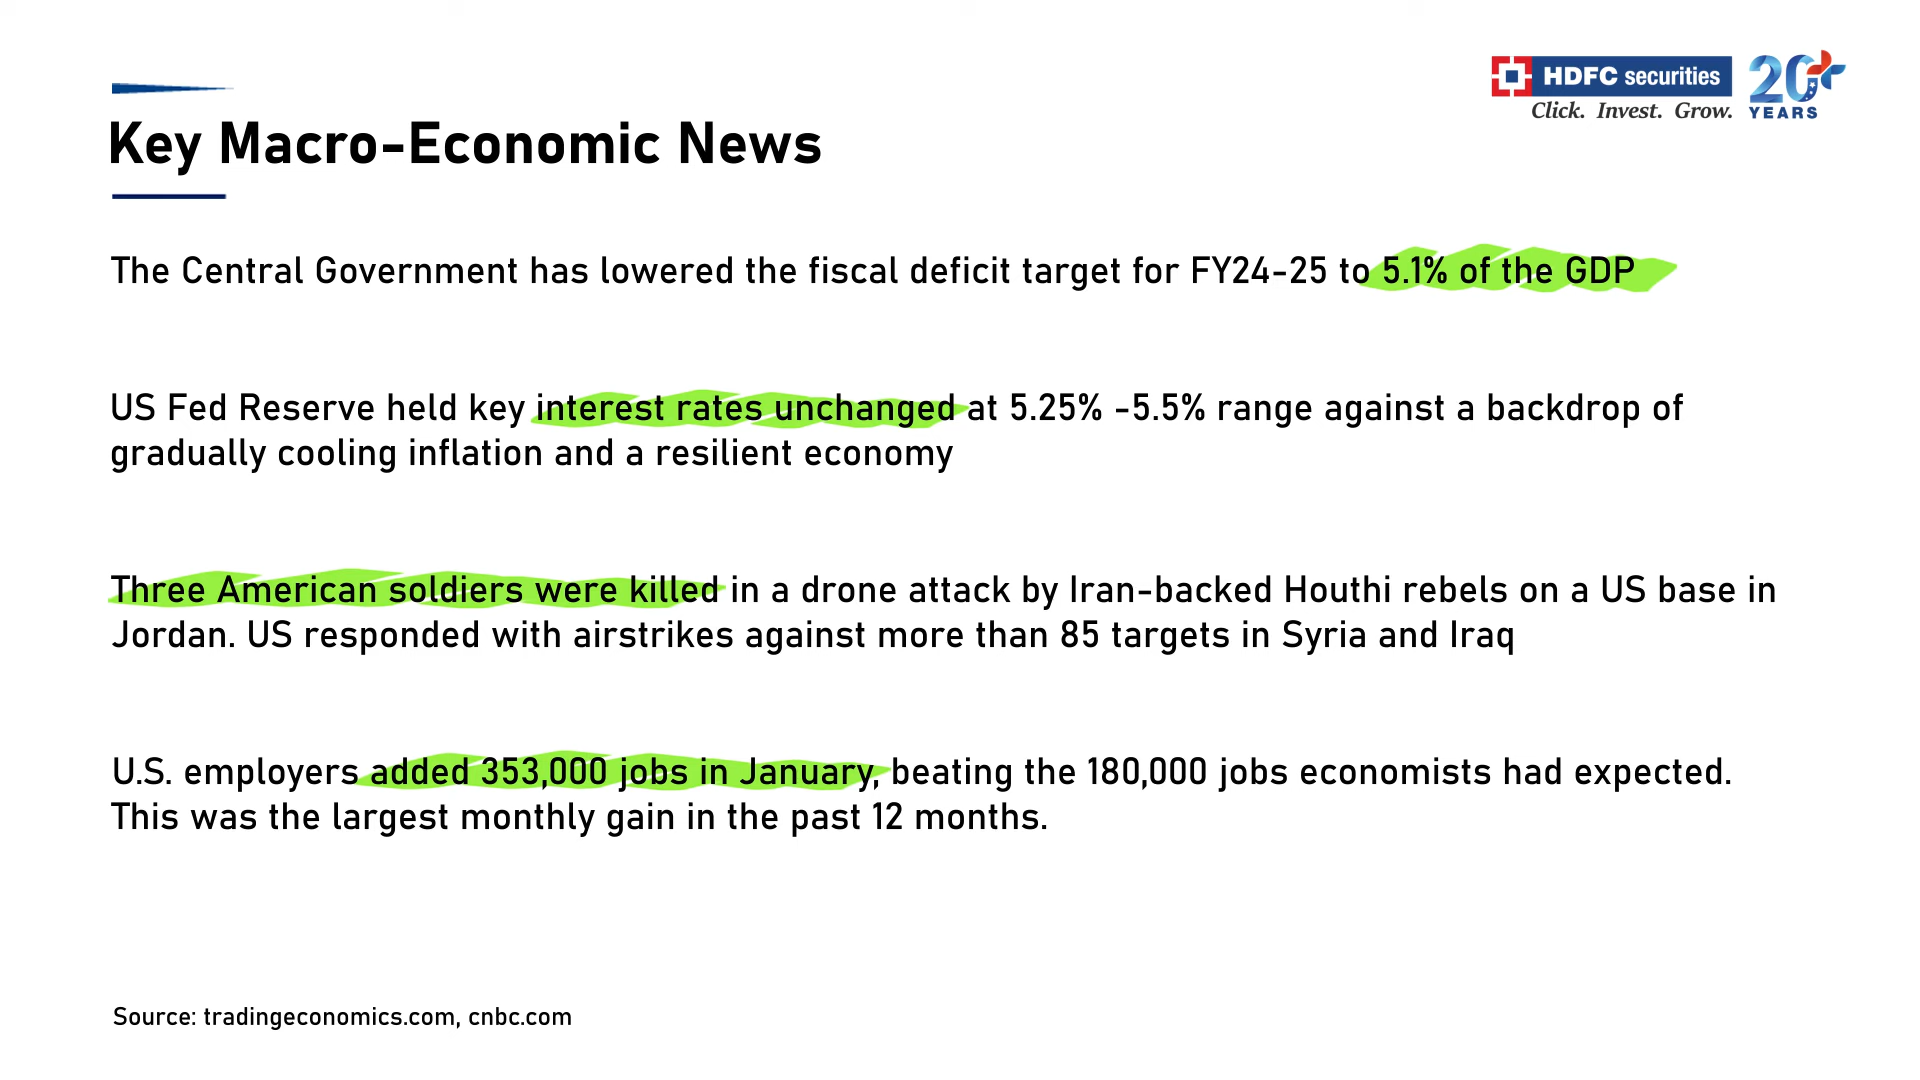 HDFC securities
Click. Invest. Grow.
20
YEARS
Key Macro-Economic News
The Central Government has lowered the fiscal deficit target for FY24-25 to 5.1% of the GDP
US Fed Reserve held key interest rates unchanged at 5.25% -5.5% range against a backdrop of
gradually cooling inflation and a resilient economy
Three American soldiers were killed in a drone attack by Iran-backed Houthi rebels on a US base in
Jordan. US responded with airstrikes against more than 85 targets in Syria and Iraq
U.S. employers added 353,000 jobs in January, beating the 180,000 jobs economists had expected.
This was the largest monthly gain in the past 12 months.
Source: tradingeconomics.com, cnbc.com